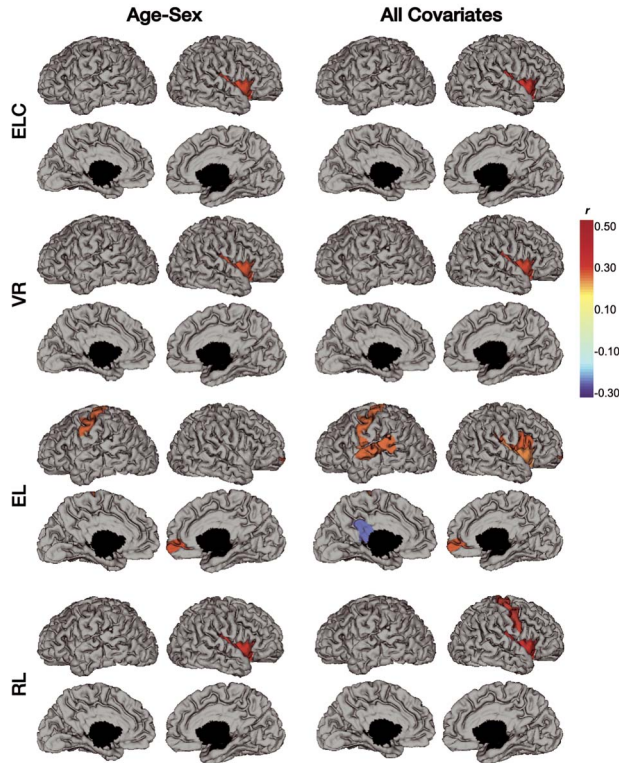 Age-Sex All Covariates
ELC
VR
EL
RL
r
0.50
0.30
0.10
-0.10
-0.30